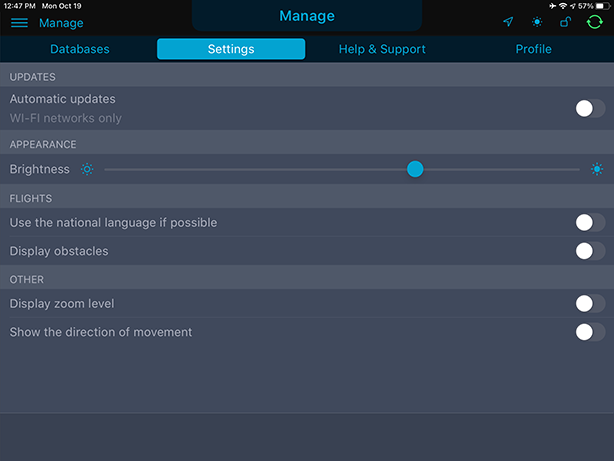 12:47 PM Mon Oct 19
57%
Manage
Manage
Databases
Settings
Help & Support
Profile
UPDATES
Automatic updates
WI-FI networks only
APPEARANCE
Brightness
FLIGHTS
Use the national language if possible
Display obstacles
OTHER
Display zoom level
Show the direction of movement